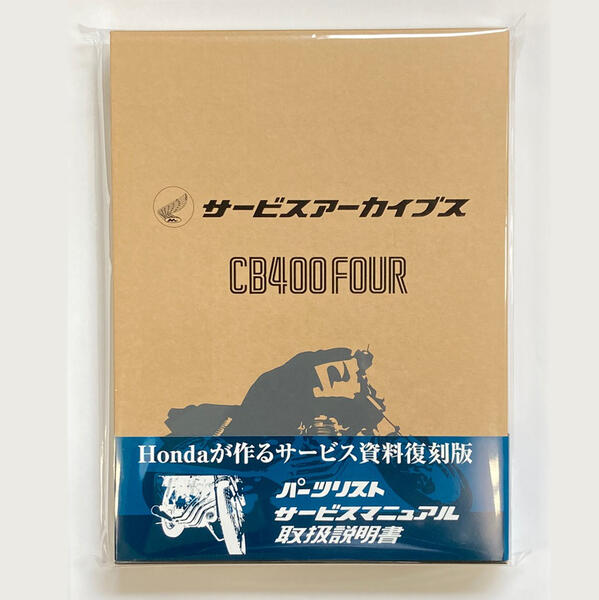 サービスアーカイブス
CB400FOUR
Hondaが作るサービス資料復刻版
パーツリスト
サービスマニュアル
取扱説明書